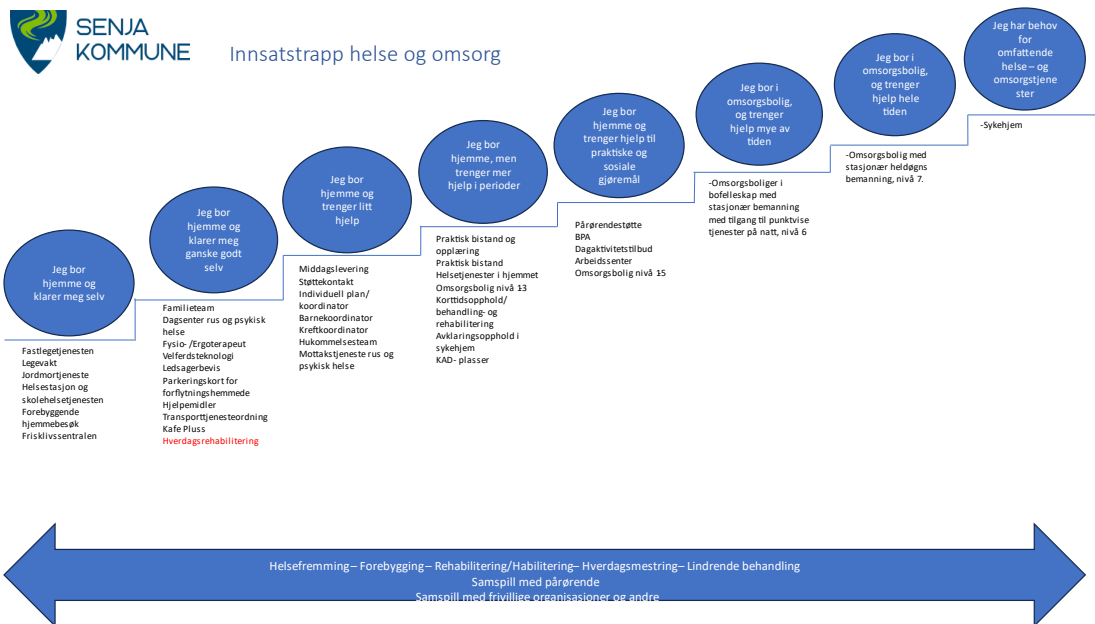 SENJA
KOMMUNE
Innsatstrapp helse og omsorg
Jeg bor
hjemme og
klarer meg selv
Fastlegetjenesten
Legevakt
Jordmortjeneste
Helsestasjon og
skolehelsetjenesten
Forebyggende
hjemmebesøk
Frisklivssentralen
Jeg bor
hjemme og
klarer meg
ganske godt
selv
Familieteam
Dagsenter rus og psykisk
helse
Fysio- /Ergoterapeut
Velferdsteknologi
Ledsagerbevis
Parkeringskort for
forflytningshemmede
Hjelpemidler
Transporttjenesteordning
Kafe Pluss
Hverdagsrehabilitering
Jeg bor
hjemme og
trenger litt
hjelp
Middagslevering
Støttekontakt
Individuell plan/
koordinator
Barnekoordinator
Kreftkoordinator
Hukommelsesteam
Mottakstjeneste rus og
psykisk helse
Jeg bor
hjemme, men
trenger mer
hjelp i perioder
Praktisk bistand og
opplæring
Praktisk bistand
Helsetjenester i hjemmet
Omsorgsbolig nivå 13
Korttidsopphold/
behandling- og
rehabilitering
Avklaringsopphold i
sykehjem
KAD- plasser
Jeg bor
hjemme og
trenger hjelp til
praktiske og
sosiale
gjøremål
Pårørendestøtte
BPA
Dagaktivitetstilbud
Arbeidssenter
Omsorgsbolig nivå 15
Jeg bor i
omsorgsbolig,
og trenger
hjelp mye av
tiden
-Omsorgsboliger i
bofelleskap med
stasjonær bemanning
med tilgang til punktvise
tjenester på natt, nivå 6
Jeg bor i
omsorgsbolig,
og trenger
hjelp hele
tiden
-Omsorgsbolig med
stasjonær heldøgns
bemanning, nivå 7.
Jeg har behov
for
omfattende
helse – og
omsorgstjene
ster
-Sykehjem
Helsefremming – Forebygging – Rehabilitering/Habilitering– Hverdagsmestring– Lindrende behandling
Samspill med pårørende
Samspill med frivillige organisasjoner og andre